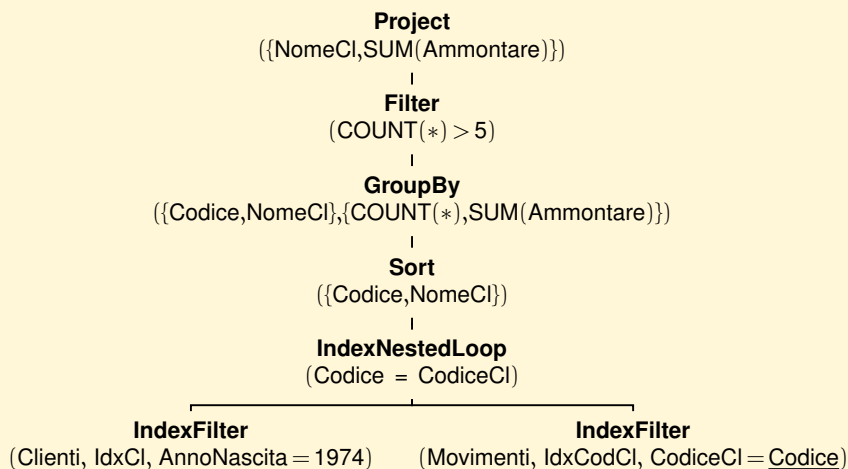 Project
({NomeCl,SUM(Ammontare)})
Filter
(COUNT(∗) > 5)
GroupBy
({Codice,NomeCl},{COUNT(∗),SUM(Ammontare)})
Sort
({Codice,NomeCl})
IndexNestedLoop
(Codice = CodiceCl)
IndexFilter IndexFilter
(Clienti, IdxCl, AnnoNascita = 1974) (Movimenti, IdxCodCl, CodiceCl = Codice)